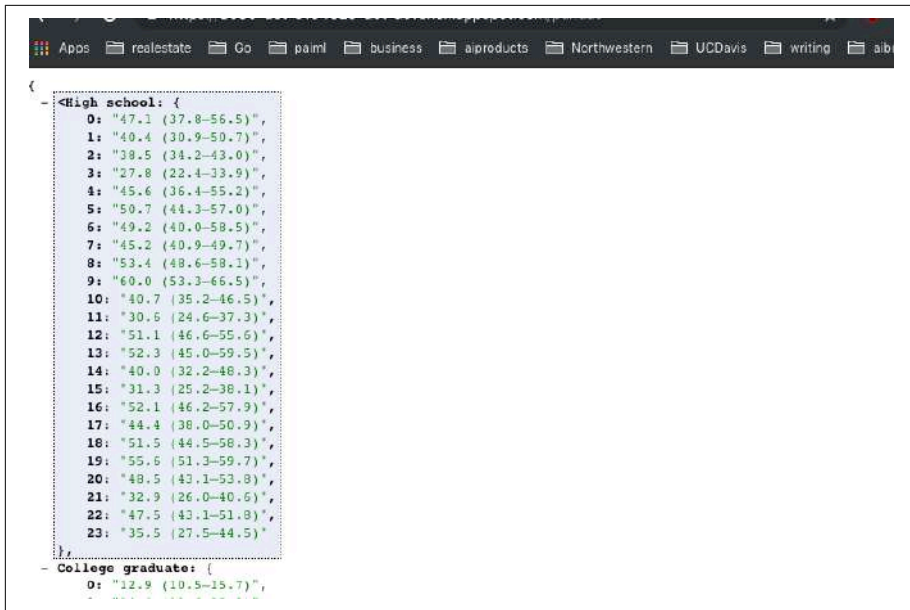 Apps realestate Go paiml business aiproducts Northwestern UCDavis writing
{
- <High school: {
0: "47.1 (37.8–56.5)",
1: "40.4 (30.9–50.7)",
2: "38.5 (34.2–43.0)",
3: "27.8 (22.4–33.9)",
4: "45.6 (36.4–55.2)",
5: "50.7 (44.3–57.0)",
6: "49.2 (40.0–58.5)",
7: "45.2 (40.9–49.7)",
8: "53.4 (48.6–58.1)",
9: "60.0 (53.3–66.5)",
10: "40.7 (35.2–46.5)",
11: "30.6 (24.6–37.3)",
12: "51.1 (46.6–55.6)",
13: "52.3 (45.0–59.5)",
14: "40.0 (32.2–48.3)",
15: "31.3 (25.2–38.1)",
16: "52.1 (46.2–57.9)",
17: "44.4 (38.0–50.9)",
18: "51.5 (44.5–58.3)",
19: "55.6 (51.3–59.7)",
20: "48.5 (43.1–53.8)",
21: "32.9 (26.0–40.6)",
22: "47.5 (43.1–51.8)",
23: "35.5 (27.5–44.5)"
},
- College graduate: {
0: "12.9 (10.5–15.7)",